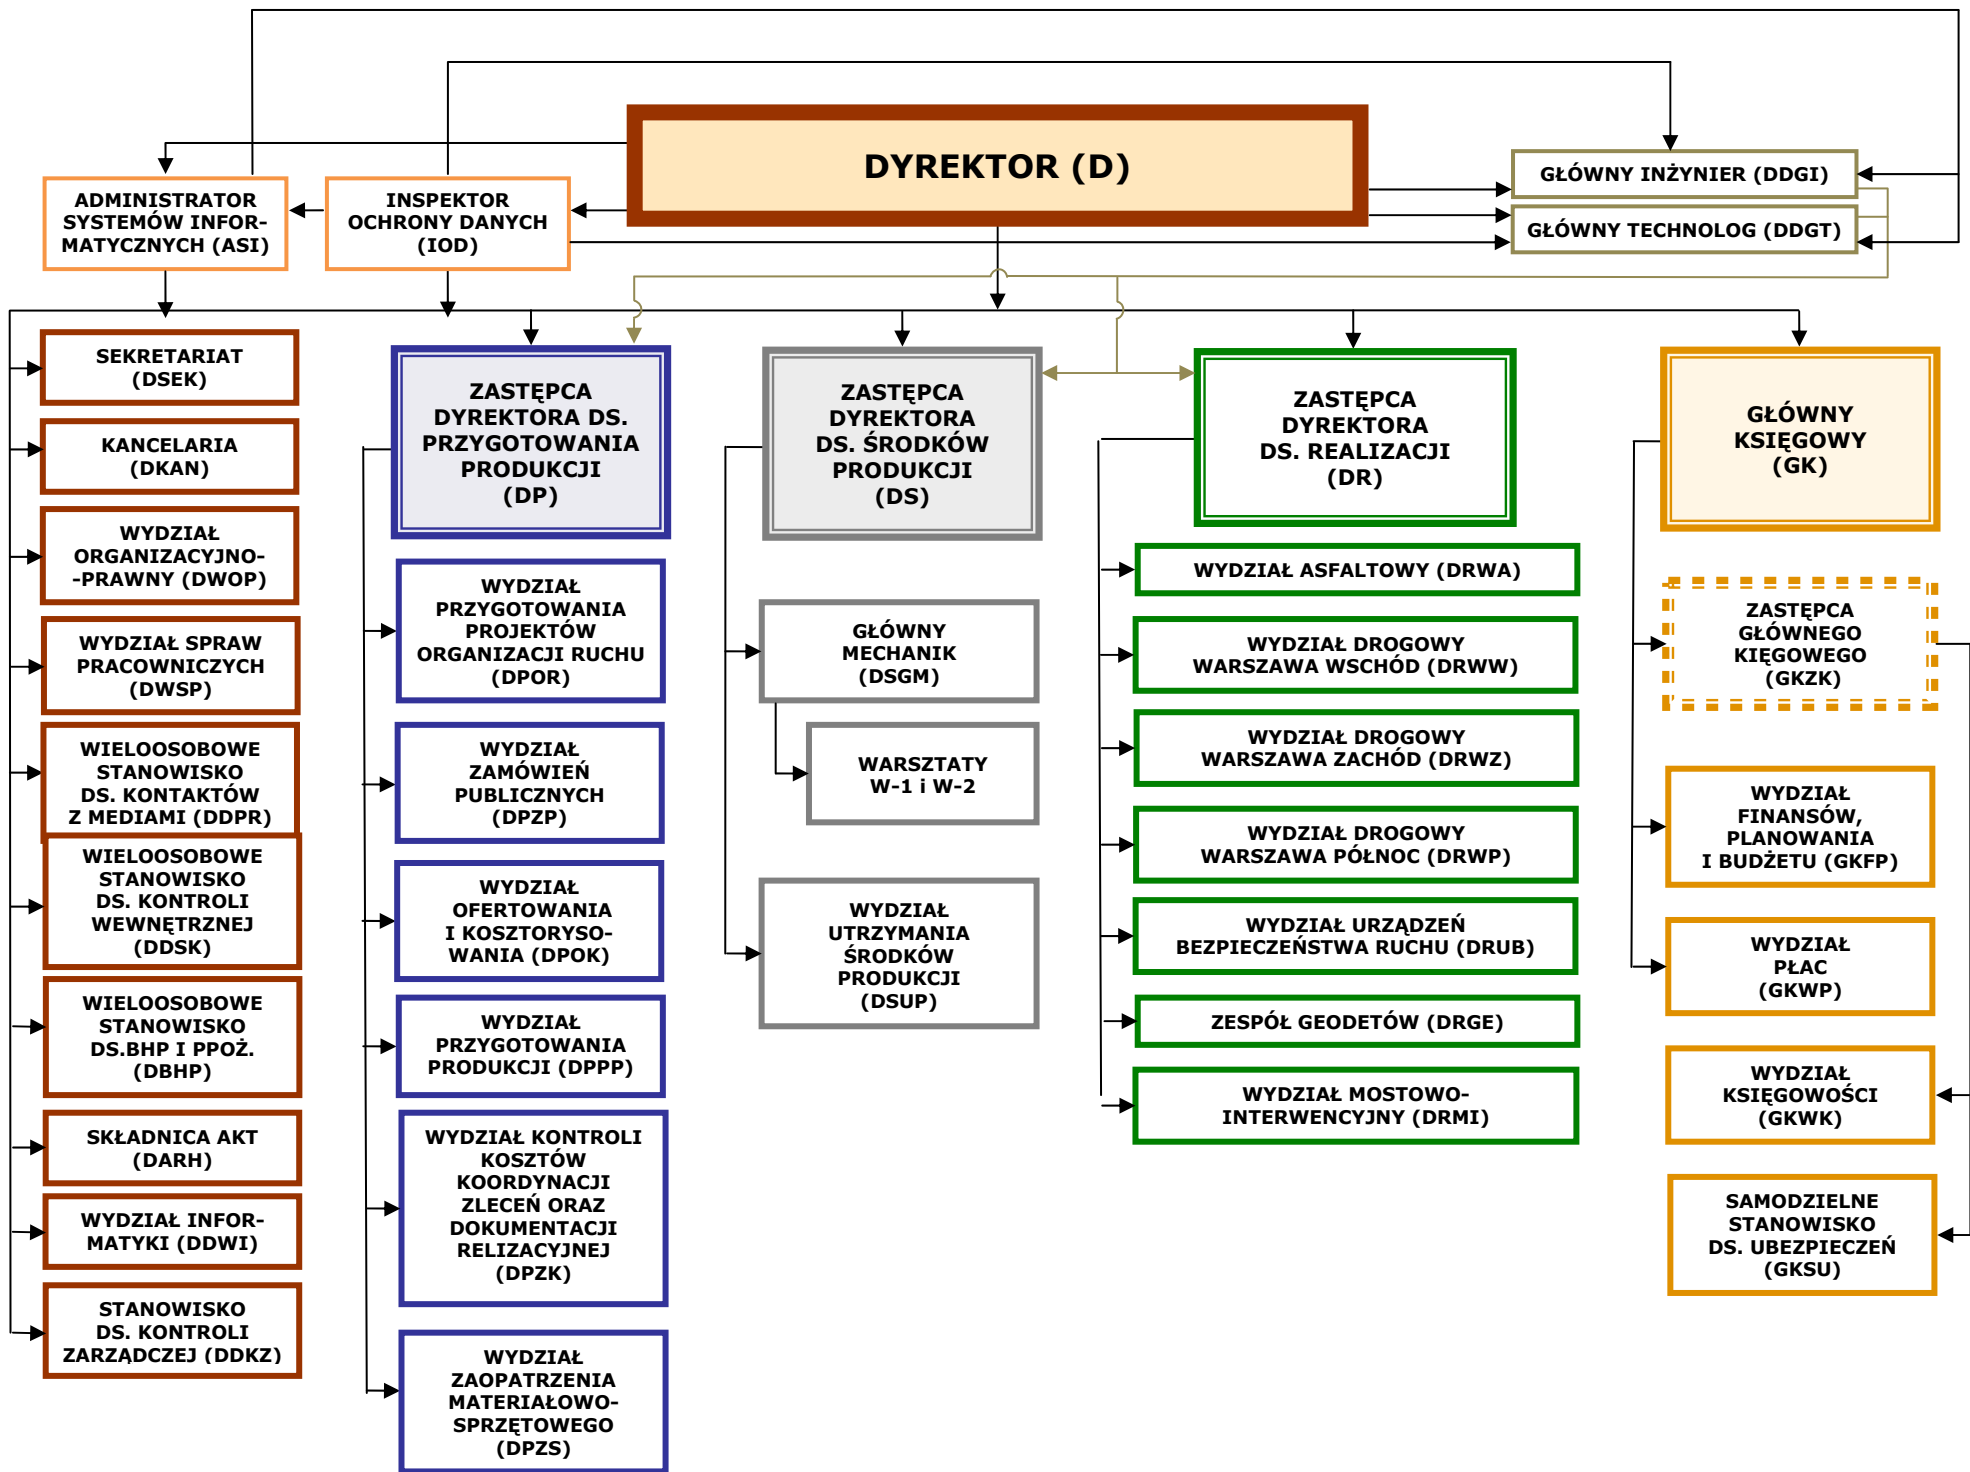 DYREKTOR (D)
ADMINISTRATOR
SYSTEMÓW INFOR-
MATYCZNYCH (ASI)
INSPEKTOR
OCHRONY DANYCH
(IOD)
GŁÓWNY INŻYNIER (DDGI)
GŁÓWNY TECHNOLOG (DDGT)
SEKRETARIAT
(DSEK)
KANCELARIA
(DKAN)
WYDZIAŁ
ORGANIZACYJNO-
-PRAWNY (DWOP)
WYDZIAŁ SPRAW
PRACOWNICZYCH
(DWSP)
WIELOOSOBOWE
STANOWISKO
DS. KONTAKTÓW
Z MEDIAMI (DDPR)
WIELOOSOBOWE
STANOWISKO
DS. KONTROLI
WEWNĘTRZNEJ
(DDSK)
WIELOOSOBOWE
STANOWISKO
DS.BHP I PPOŻ.
(DBHP)
SKŁADNICA AKT
(DARH)
WYDZIAŁ INFOR-
MATYKI (DDWI)
STANOWISKO
DS. KONTROLI
ZARZĄDCZEJ (DDKZ)
ZASTĘPCA
DYREKTORA DS.
PRZYGOTOWANIA
PRODUKCJI
(DP)
WYDZIAŁ
PRZYGOTOWANIA
PROJEKTÓW
ORGANIZACJI RUCHU
(DPOR)
WYDZIAŁ
ZAMÓWIEŃ
PUBLICZNYCH
(DPZP)
WYDZIAŁ
OFERTOWANIA
I KOSZTORYSO-
WANIA (DPOK)
WYDZIAŁ
PRZYGOTOWANIA
PRODUKCJI (DPPP)
WYDZIAŁ KONTROLI
KOSZTÓW
KOORDYNACJI
ZLECEŃ ORAZ
DOKUMENTACJI
RELIZACYJNEJ
(DPZK)
WYDZIAŁ
ZAOPATRZENIA
MATERIAŁOWO-
SPRZĘTOWEGO
(DPZS)
ZASTĘPCA
DYREKTORA
DS. ŚRODKÓW
PRODUKCJI
(DS)
GŁÓWNY
MECHANIK
(DSGM)
WARSZTATY
W-1 i W-2
WYDZIAŁ
UTRZYMANIA
ŚRODKÓW
PRODUKCJI
(DSUP)
ZASTĘPCA
DYREKTORA
DS. REALIZACJI
(DR)
WYDZIAŁ ASFALTOWY (DRWA)
WYDZIAŁ DROGOWY
WARSZAWA WSCHÓD (DRWW)
WYDZIAŁ DROGOWY
WARSZAWA ZACHÓD (DRWZ)
WYDZIAŁ DROGOWY
WARSZAWA PÓŁNOC (DRWP)
WYDZIAŁ URZĄDZEŃ
BEZPIECZEŃSTWA RUCHU (DRUB)
ZESPÓŁ GEODETÓW (DRGE)
WYDZIAŁ MOSTOWO-
INTERWENCYJNY (DRMI)
GŁÓWNY
KSIĘGOWY
(GK)
ZASTĘPCA
GŁÓWNEGO
KIĘGOWEGO
(GKZK)
WYDZIAŁ
FINANSÓW,
PLANOWANIA
I BUDŻETU (GKFP)
WYDZIAŁ
PŁAC
(GKWP)
WYDZIAŁ
KSIĘGOWOŚCI
(GKWK)
SAMODZIELNE
STANOWISKO
DS. UBEZPIECZEŃ
(GKSU)